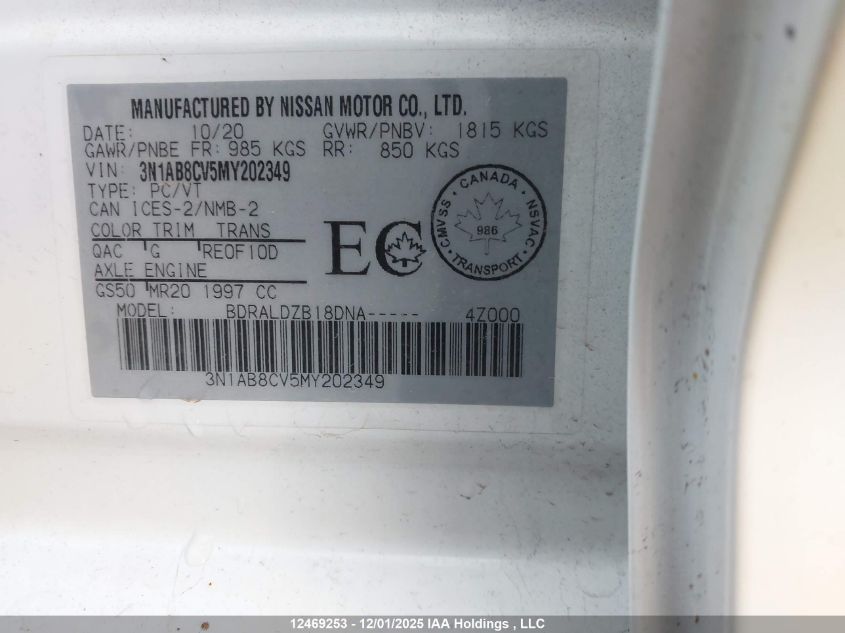 MANUFACTURED BY NISSAN MOTOR CO., LTD.
DATE: 10/20 GVWR/PNBV: 1815 KGS
GAWR/PNBE FR: 985 KGS RR: 850 KGS
VIN: 3N1AB8CV5MY202349
TYPE: PC/VT
CAN ICES-2/NMB-2
COLOR TRIM TRANS
QAC G RE0F10D
AXLE ENGINE
GS50 MR20 1997 CC
EC
CANADA
CMVSS
986
NSVAC
TRANSPORT
MODEL: BDRALDZB18DNA----- 4Z000
3N1AB8CV5MY202349
12469253 - 12/01/2025 IAA Holdings , LLC